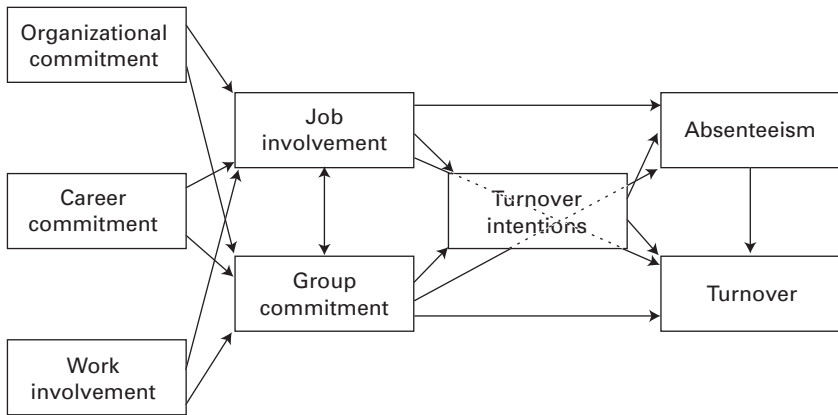 Organizational
commitment
Career
commitment
Work
involvement
Job
involvement
Group
commitment
Turnover
intentions
Absenteeism
Turnover